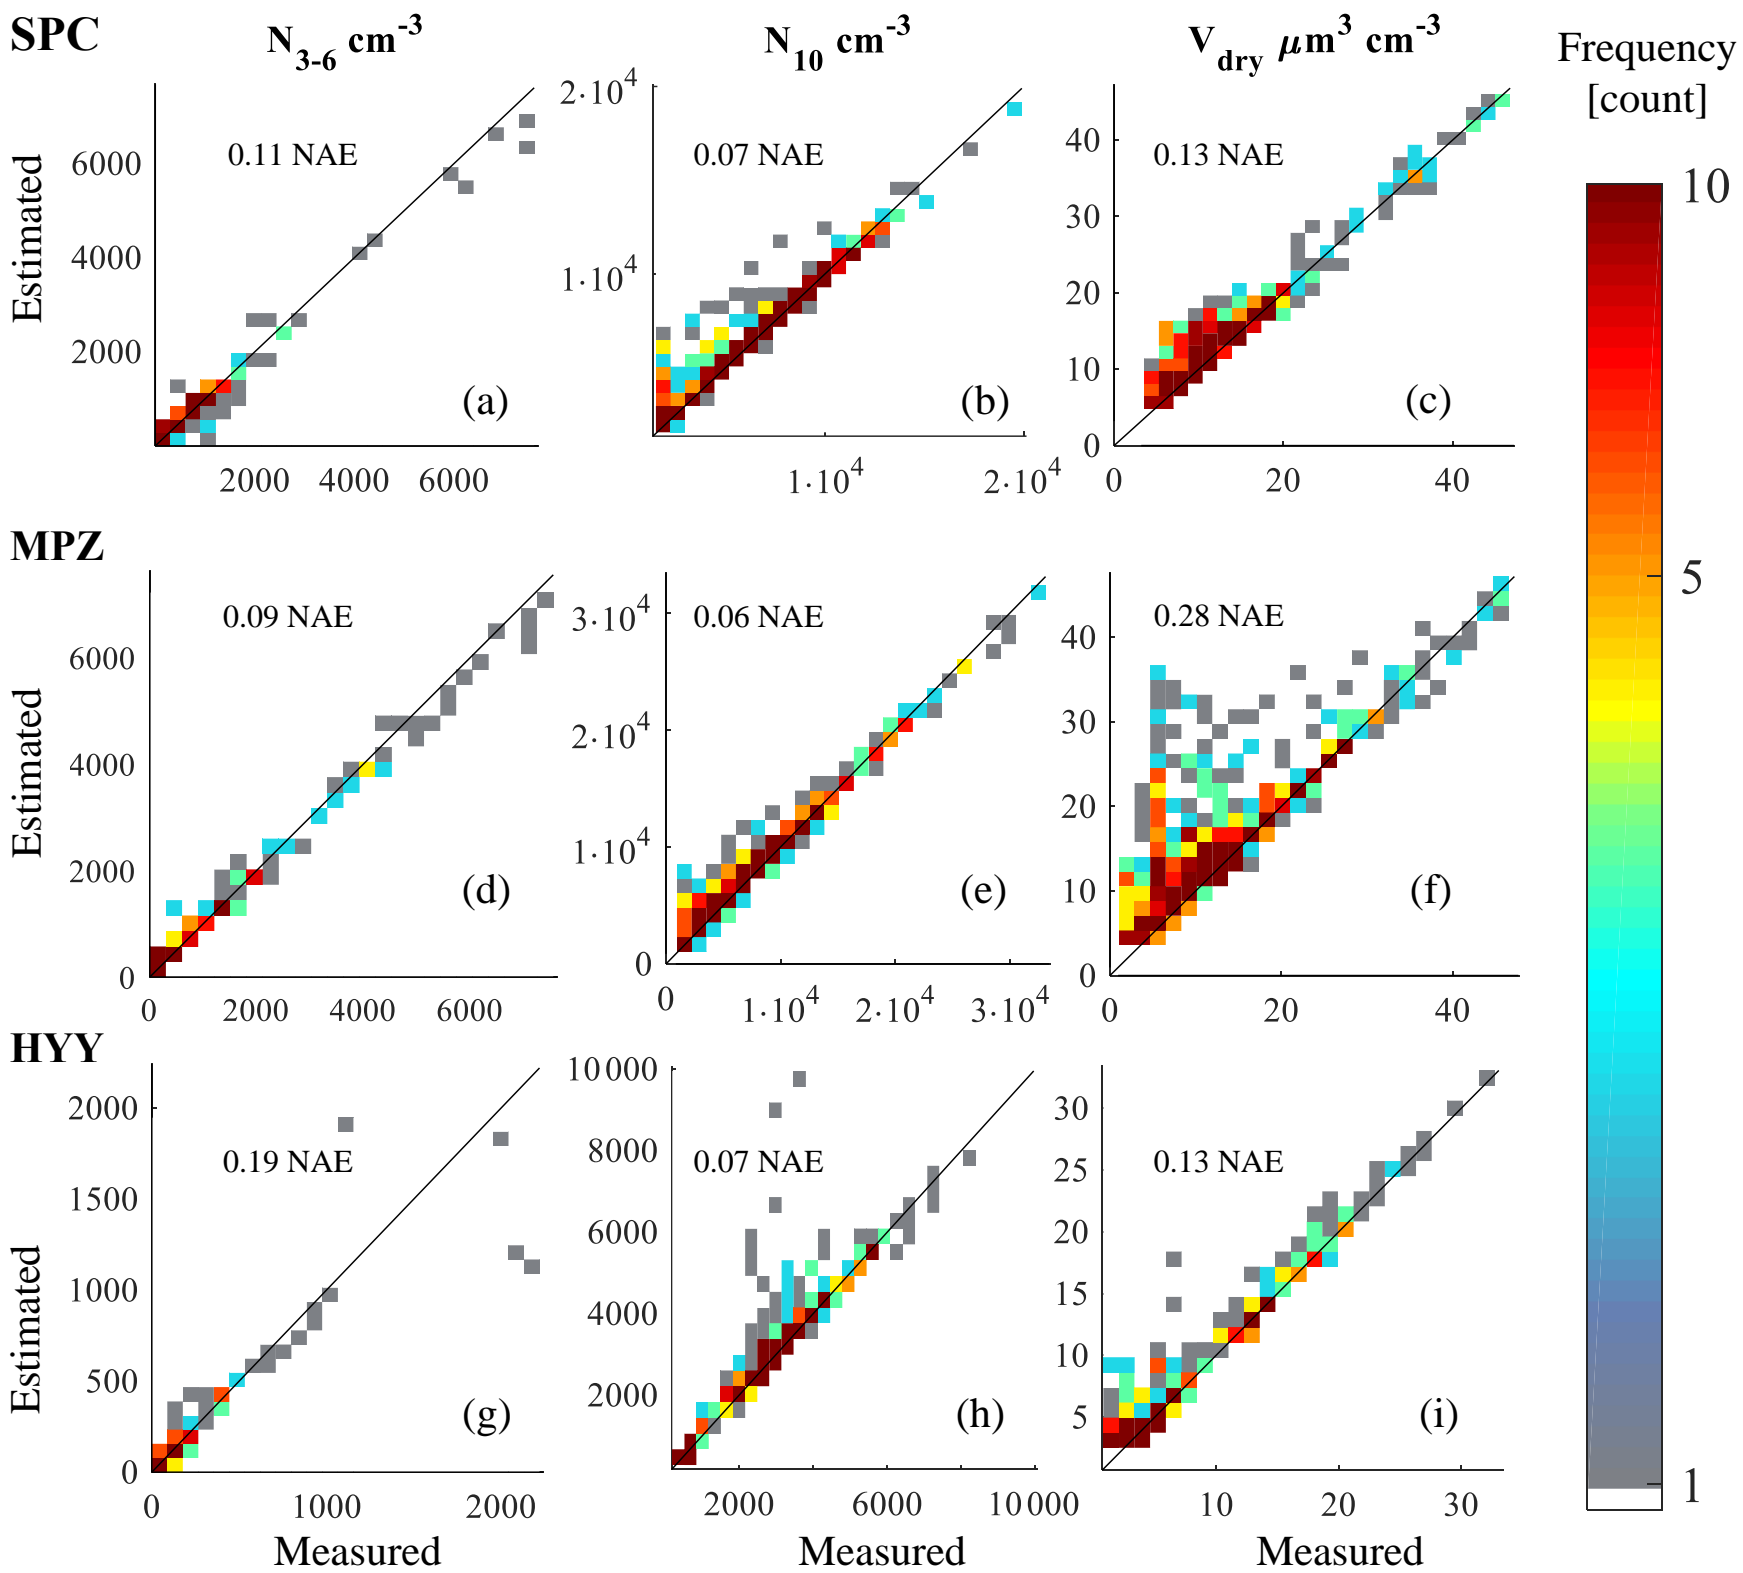 SPC
N3-6 cm-3
N10 cm-3
Vdry μm3 cm-3
Frequency
[count]
Estimated
6000
4000
2000
0.11 NAE
(a)
2000 4000 6000
2·10^4
1·10^4
0.07 NAE
(b)
1·10^4 2·10^4
40
30
20
10
0
0.13 NAE
(c)
0 20 40
10
5
1
MPZ
Estimated
6000
4000
2000
0
0.09 NAE
(d)
0 2000 4000 6000
3·10^4
2·10^4
1·10^4
0
0.06 NAE
(e)
0 1·10^4 2·10^4 3·10^4
40
30
20
10
0
0.28 NAE
(f)
0 20 40
HYY
Estimated
2000
1500
1000
500
0
0.19 NAE
(g)
0 1000 2000
Measured
10000
8000
6000
4000
2000
0.07 NAE
(h)
2000 6000 10000
Measured
30
25
20
15
10
5
0.13 NAE
(i)
10 20 30
Measured